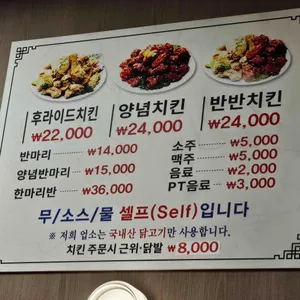 후라이드치킨 양념치킨 반반치킨
₩22,000 ₩24,000 ₩24,000
반마리 ₩14,000
양념반마리 ₩15,000
한마리반 ₩36,000
소주 ₩5,000
맥주 ₩5,000
음료 ₩2,000
PT음료 ₩3,000
무/소스/물 셀프(Self)입니다
※ 저희 업소는 국내산 닭고기만 사용합니다.
치킨 주문시 근위·닭발 ₩8,000